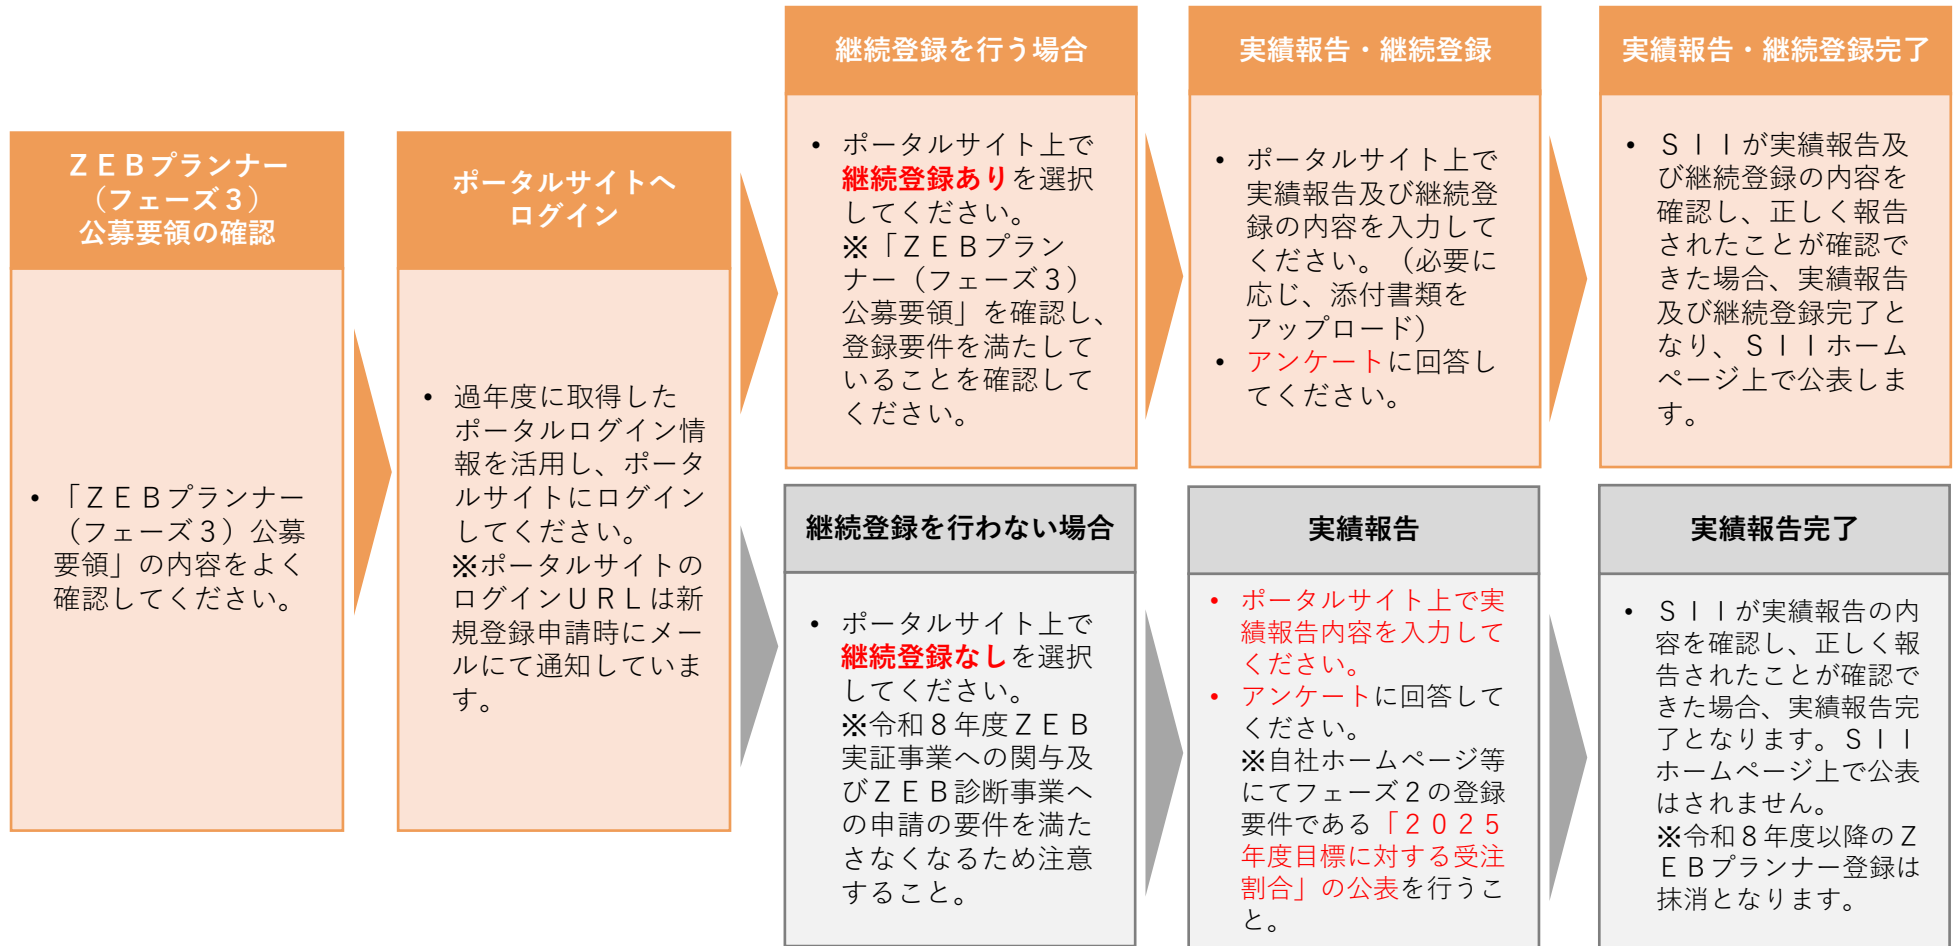 ＺＥＢプランナー
（フェーズ３）
公募要領の確認
• 「ＺＥＢプランナー
（フェーズ３）公募
要領」の内容をよく
確認してください。
ポータルサイトへ
ログイン
• 過年度に取得した
ポータルログイン情
報を活用し、ポータ
ルサイトにログイン
してください。
※ポータルサイトの
ログインＵＲＬは新
規登録申請時にメー
ルにて通知していま
す。
継続登録を行う場合
• ポータルサイト上で
継続登録ありを選択
してください。
※「ＺＥＢプラン
ナー（フェーズ３）
公募要領」を確認し、
登録要件を満たして
いることを確認して
ください。
実績報告・継続登録
• ポータルサイト上で
実績報告及び継続登
録の内容を入力して
ください。（必要に
応じ、添付書類を
アップロード）
• アンケートに回答し
てください。
実績報告・継続登録完了
• ＳＩＩが実績報告及
び継続登録の内容を
確認し、正しく報告
されたことが確認で
きた場合、実績報告
及び継続登録完了と
なり、ＳＩＩホーム
ページ上で公表しま
す。
継続登録を行わない場合
• ポータルサイト上で
継続登録なしを選択
してください。
※令和８年度ＺＥＢ
実証事業への関与及
びＺＥＢ診断事業へ
の申請の要件を満た
さなくなるため注意
すること。
実績報告
• ポータルサイト上で実
績報告内容を入力して
ください。
• アンケートに回答して
ください。
※自社ホームページ等
にてフェーズ２の登録
要件である「２０２５
年度目標に対する受注
割合」の公表を行うこ
と。
実績報告完了
• ＳＩＩが実績報告の内
容を確認し、正しく報
告されたことが確認で
きた場合、実績報告完
了となります。ＳＩＩ
ホームページ上で公表
はされません。
※令和８年度以降のＺ
ＥＢプランナー登録は
抹消となります。